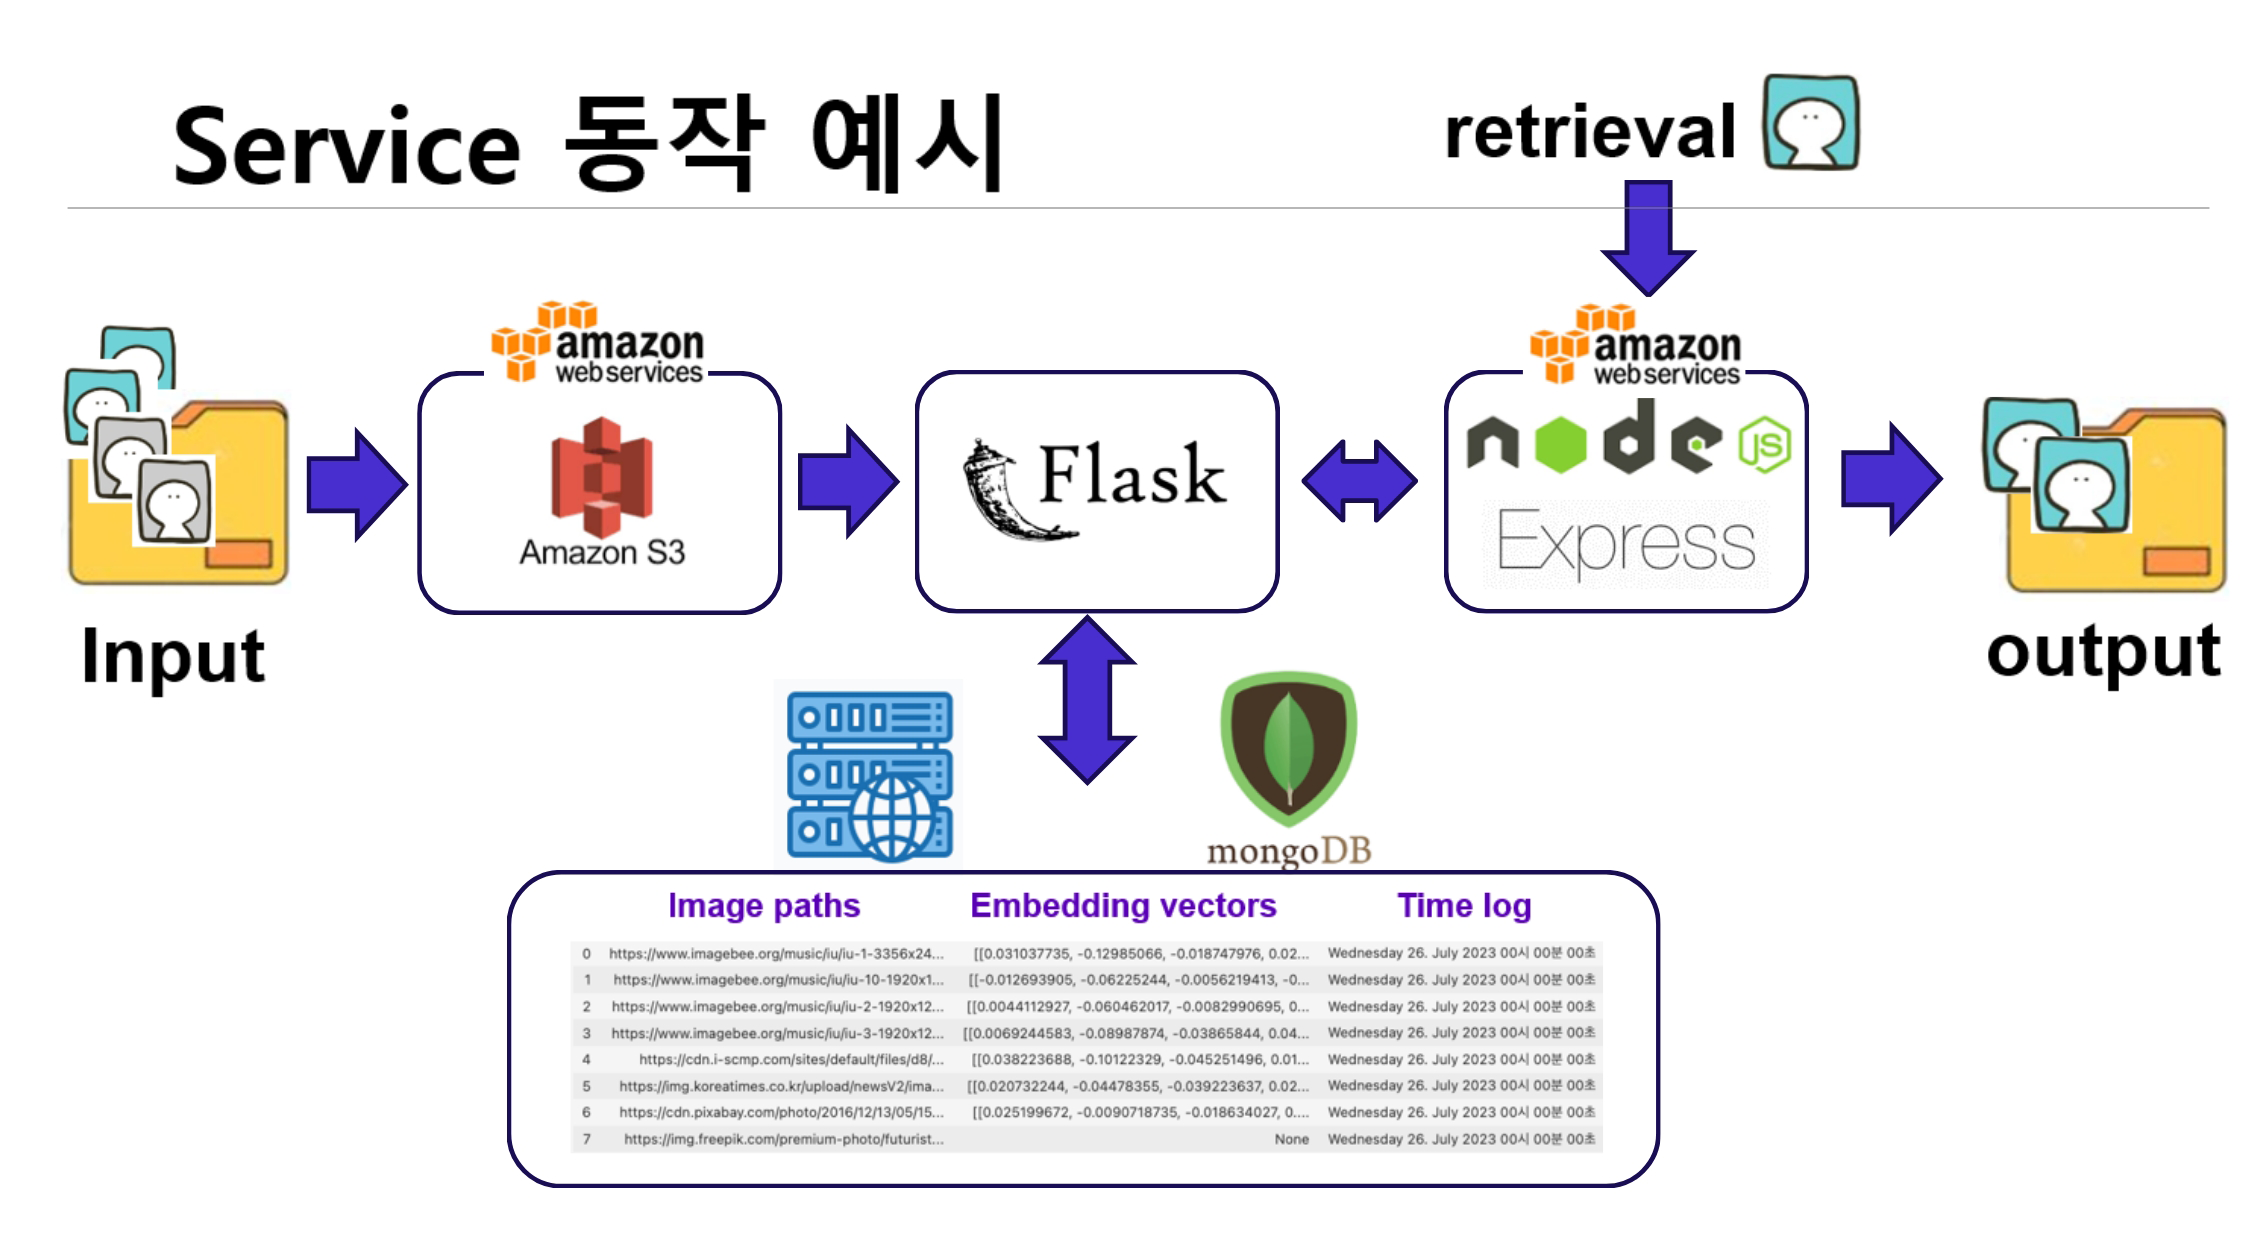 Service 동작 예시
retrieval
amazon
webservices
Amazon S3
Flask
amazon
webservices
node
JS
Express
Input
output
mongoDB
Image paths Embedding vectors Time log
0 https://www.imagebee.org/music/iu/iu-1-3356x24... [[0.031037735, -0.12985066, -0.018747976, 0.02... Wednesday 26. July 2023 00시 00분 00초
1 https://www.imagebee.org/music/iu/iu-10-1920x1... [[-0.012693905, -0.06225244, -0.0056219413, -0... Wednesday 26. July 2023 00시 00분 00초
2 https://www.imagebee.org/music/iu/iu-2-1920x12... [[0.0044112927, -0.060462017, -0.0082990695, 0... Wednesday 26. July 2023 00시 00분 00초
3 https://www.imagebee.org/music/iu/iu-3-1920x12... [[0.0069244583, -0.08987874, -0.03865844, 0.04... Wednesday 26. July 2023 00시 00분 00초
4 https://cdn.i-scmp.com/sites/default/files/d8/... [[0.038223688, -0.10122329, -0.045251496, 0.01... Wednesday 26. July 2023 00시 00분 00초
5 https://img.koreatimes.co.kr/upload/newsV2/ima... [[0.020732244, -0.04478355, -0.039223637, 0.02... Wednesday 26. July 2023 00시 00분 00초
6 https://cdn.pixabay.com/photo/2016/12/13/05/15... [[0.025199672, -0.0090718735, -0.018634027, 0.... Wednesday 26. July 2023 00시 00분 00초
7 https://img.freepik.com/premium-photo/futurist... None Wednesday 26. July 2023 00시 00분 00초